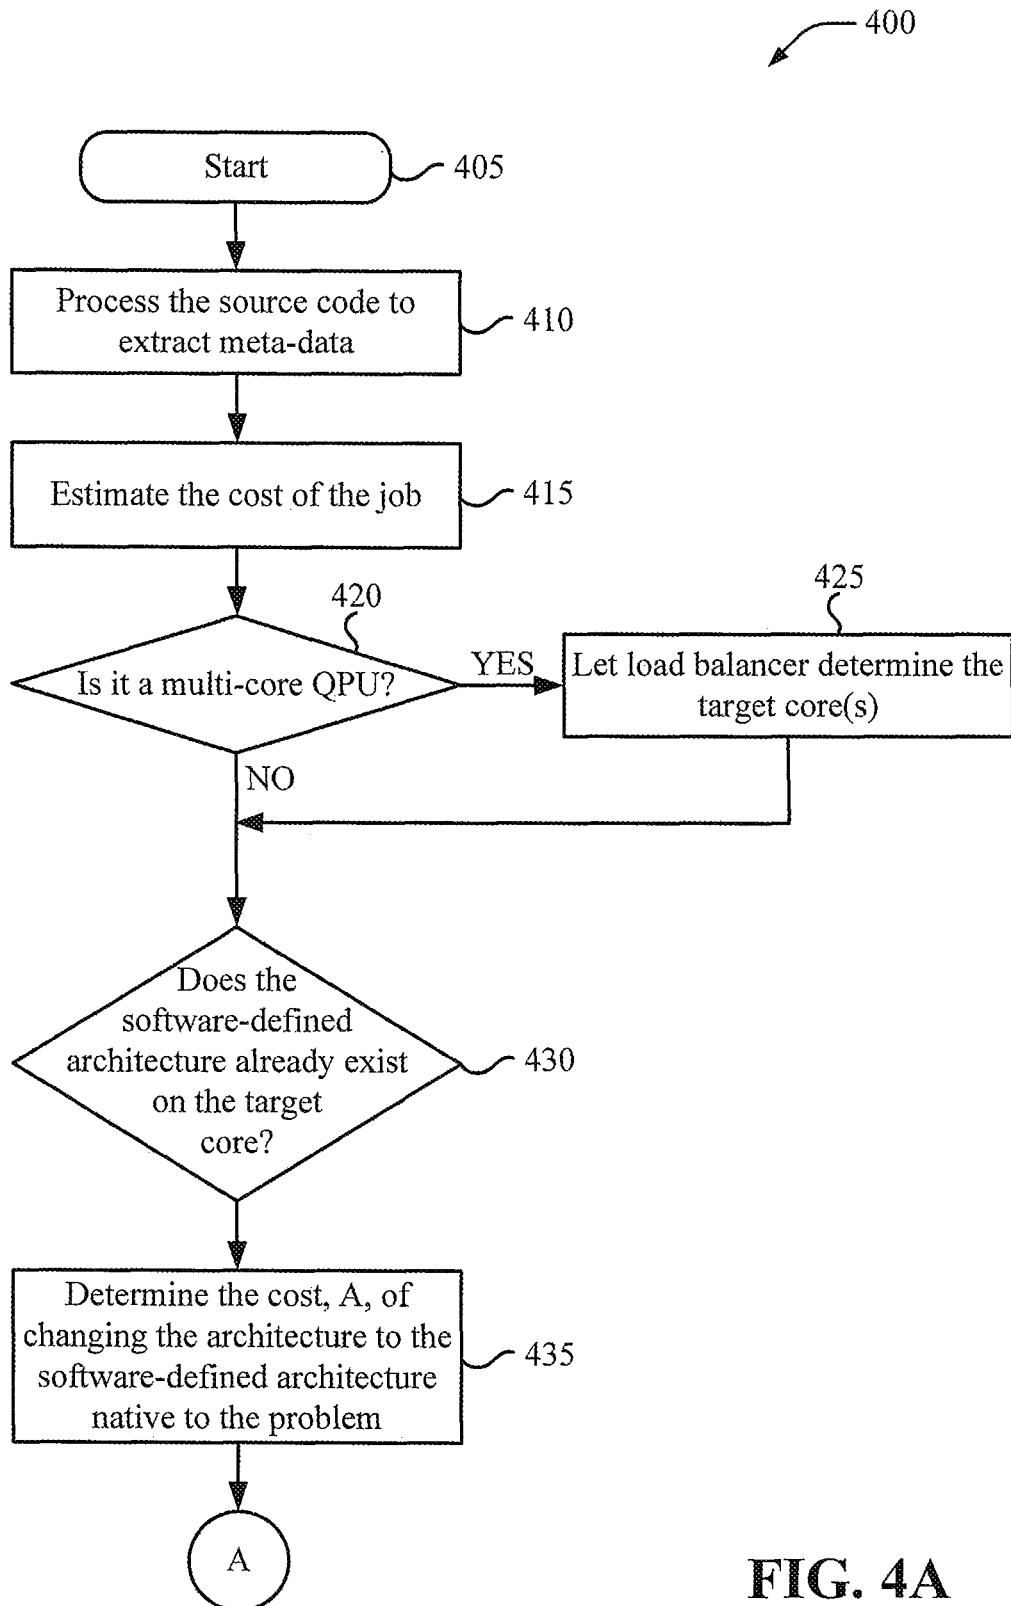 400
Start
405
Process the source code to
extract meta-data
410
Estimate the cost of the job
415
420
Is it a multi-core QPU?
YES
425
Let load balancer determine the
target core(s)
NO
Does the
software-defined
architecture already exist
on the target
core?
430
Determine the cost, A, of
changing the architecture to the
software-defined architecture
native to the problem
435
A
FIG. 4A